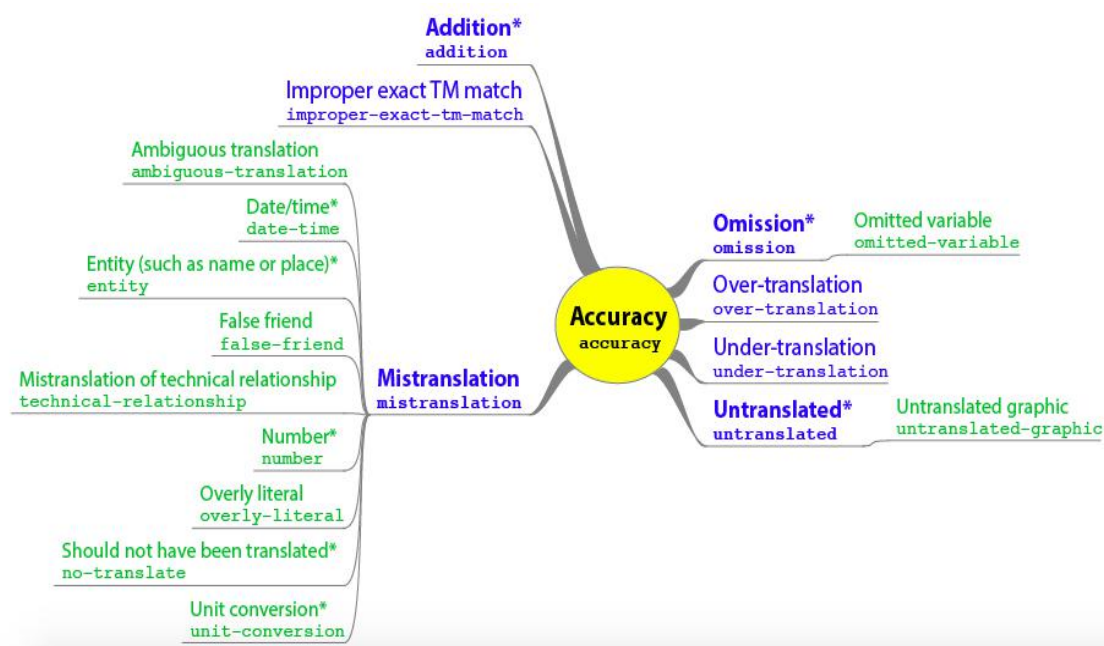 Addition*
addition
Improper exact TM match
improper-exact-tm-match
Ambiguous translation
ambiguous-translation
Date/time*
date-time
Entity (such as name or place)*
entity
False friend
false-friend
Mistranslation of technical relationship
technical-relationship
Number*
number
Overly literal
overly-literal
Should not have been translated*
no-translate
Unit conversion*
unit-conversion
Mistranslation
mistranslation
Accuracy
accuracy
Omission*
omission
Omitted variable
omitted-variable
Over-translation
over-translation
Under-translation
under-translation
Untranslated*
untranslated
Untranslated graphic
untranslated-graphic